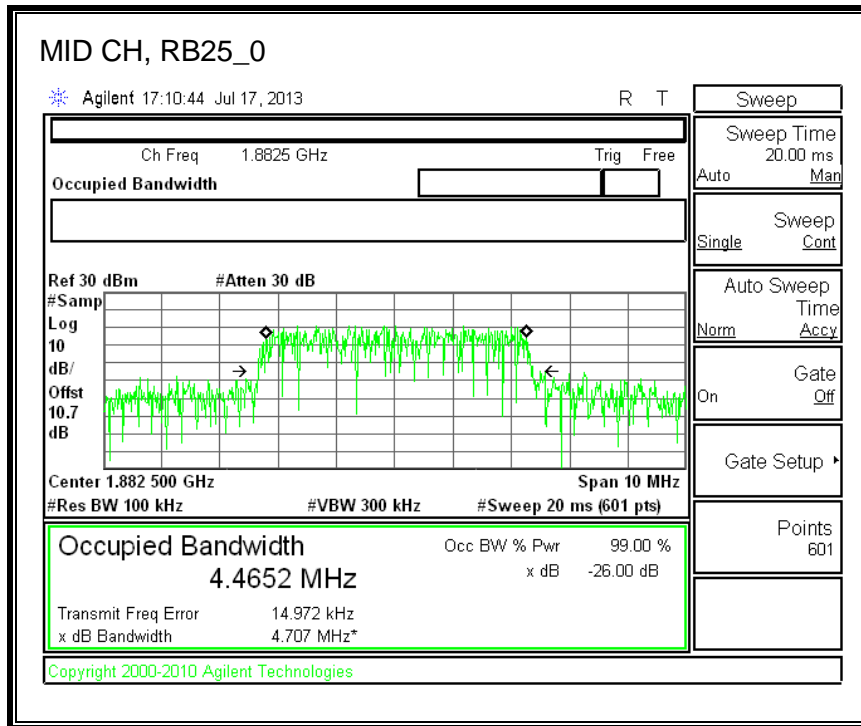 MID CH, RB25_0
Agilent 17:10:44 Jul 17, 2013 R T
Ch Freq 1.8825 GHz Trig Free
Occupied Bandwidth
Ref 30 dBm #Atten 30 dB
#Samp
Log
10
dB/
Offst
10.7
dB
Center 1.882 500 GHz Span 10 MHz
#Res BW 100 kHz #VBW 300 kHz #Sweep 20 ms (601 pts)
Occupied Bandwidth Occ BW % Pwr 99.00 %
4.4652 MHz x dB -26.00 dB
Transmit Freq Error 14.972 kHz
x dB Bandwidth 4.707 MHz*
Copyright 2000-2010 Agilent Technologies
Sweep
Sweep Time
20.00 ms
Auto Man
Sweep
Single Cont
Auto Sweep
Time
Norm Accy
Gate
On Off
Gate Setup
Points
601